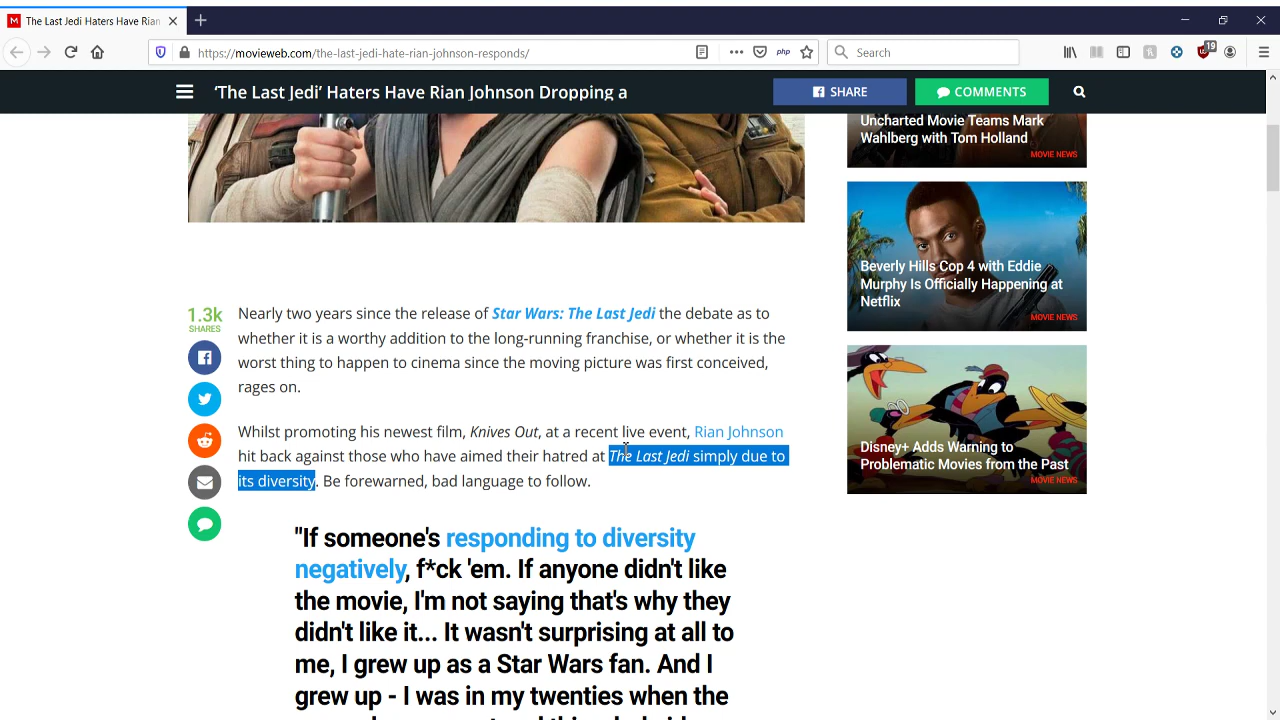 The Last Jedi Haters Have Rian
https://movieweb.com/the-last-jedi-hate-rian-johnson-responds/
php
Search
19
'The Last Jedi' Haters Have Rian Johnson Dropping a
SHARE
COMMENTS
Uncharted Movie Teams Mark
Wahlberg with Tom Holland
MOVIE NEWS
Beverly Hills Cop 4 with Eddie
Murphy Is Officially Happening at
Netflix
MOVIE NEWS
Disney+ Adds Warning to
Problematic Movies from the Past
MOVIE NEWS
1.3k
SHARES
Nearly two years since the release of Star Wars: The Last Jedi the debate as to
whether it is a worthy addition to the long-running franchise, or whether it is the
worst thing to happen to cinema since the moving picture was first conceived,
rages on.
Whilst promoting his newest film, Knives Out, at a recent live event, Rian Johnson
hit back against those who have aimed their hatred at The Last Jedi simply due to
its diversity. Be forewarned, bad language to follow.
"If someone's responding to diversity
negatively, f*ck 'em. If anyone didn't like
the movie, I'm not saying that's why they
didn't like it... It wasn't surprising at all to
me, I grew up as a Star Wars fan. And I
grew up - I was in my twenties when the